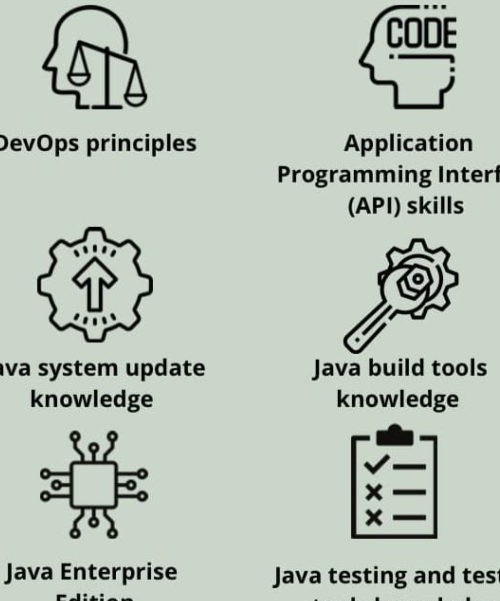 CODE
DevOps principles
Application
Programming Interf
(API) skills
ava system update
knowledge
Java build tools
knowledge
Java Enterprise
Edition
Java testing and test